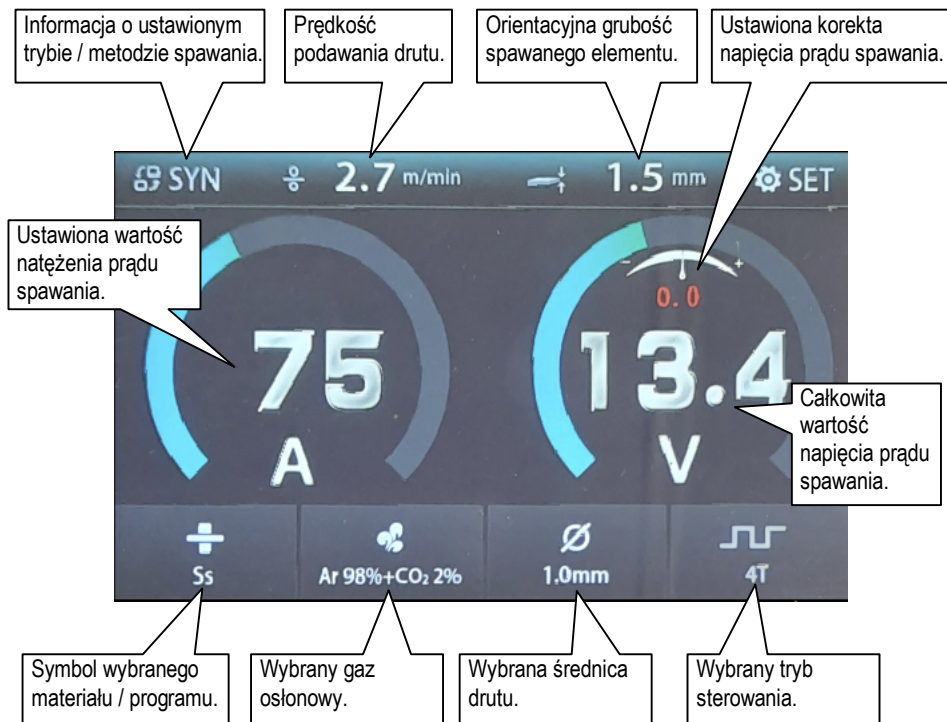 Informacja o ustawionym
trybie / metodzie spawania.
Prędkość
podawania drutu.
Orientacyjna grubość
spawanego elementu.
Ustawiona korekta
napięcia prądu spawania.
SYN
2.7 m/min
1.5 mm
SET
Ustawiona wartość
natężenia prądu
spawania.
- +
0.0
75
A
13.4
V
Całkowita
wartość
napięcia prądu
spawania.
Ss
Ar 98%+CO₂ 2%
1.0mm
4T
Symbol wybranego
materiału / programu.
Wybrany gaz
osłonowy.
Wybrana średnica
drutu.
Wybrany tryb
sterowania.